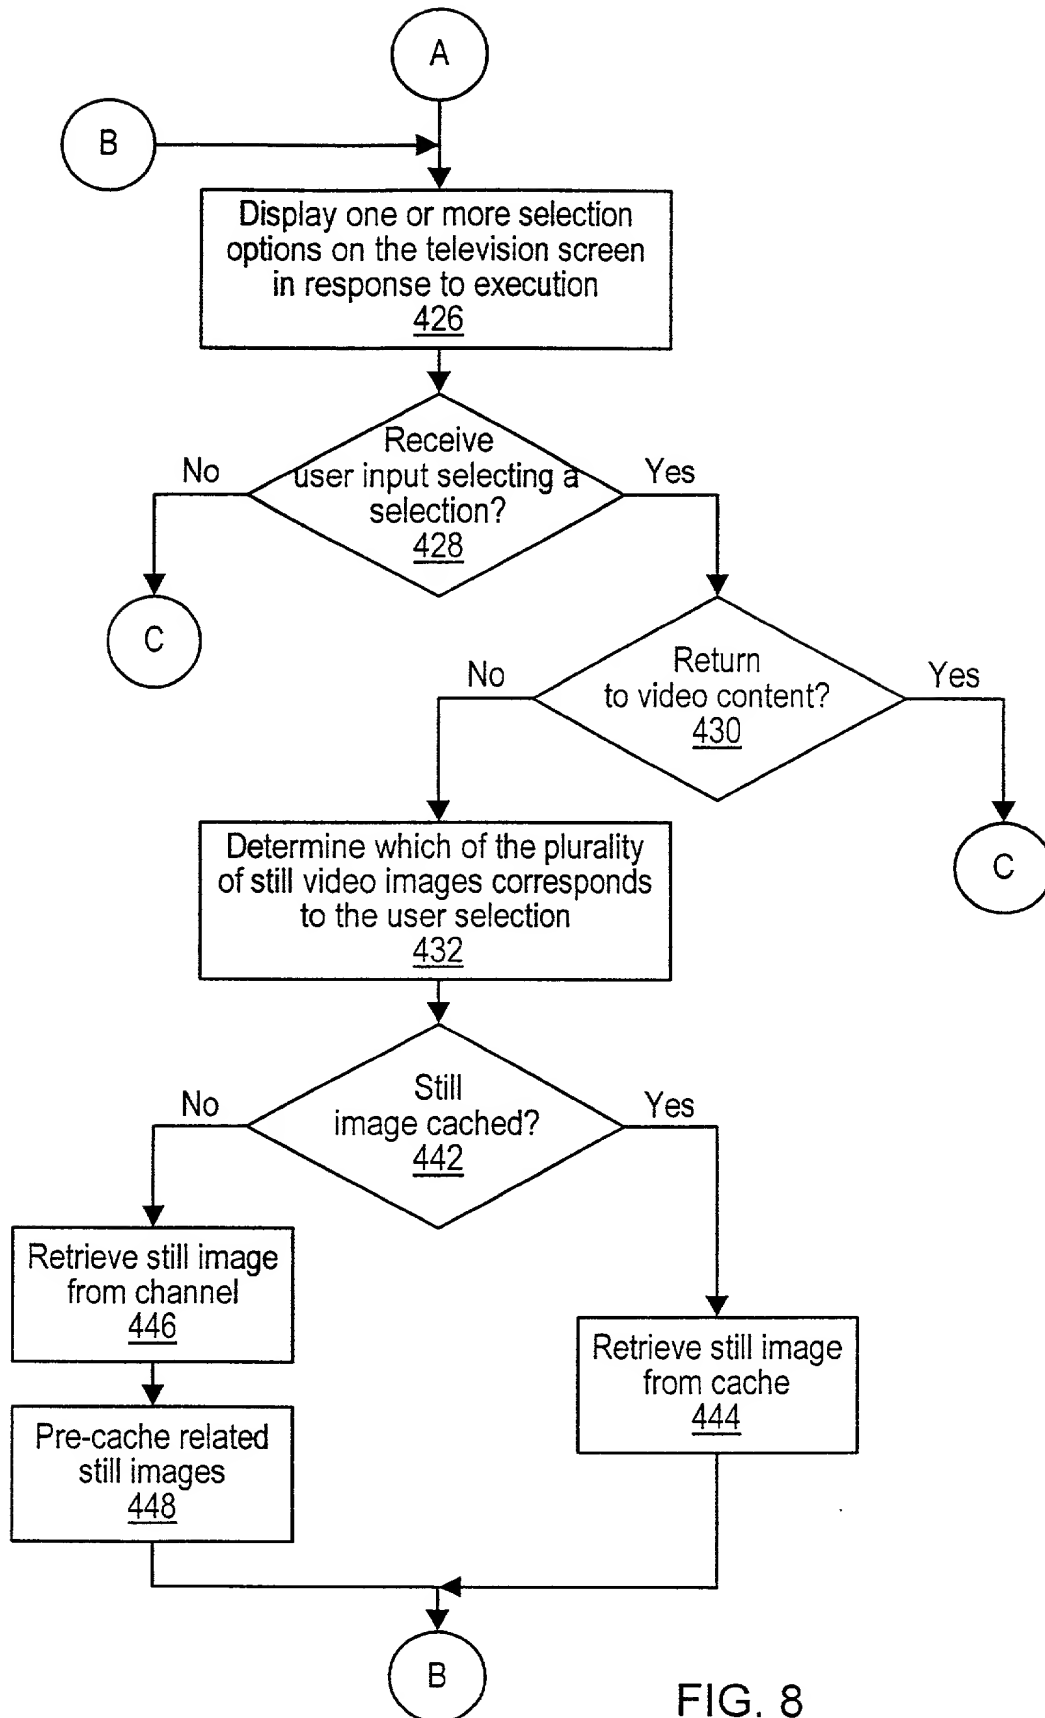 A
B
Display one or more selection
options on the television screen
in response to execution
426
Receive
user input selecting a
selection?
428
No
Yes
C
Return
to video content?
430
No
Yes
C
Determine which of the plurality
of still video images corresponds
to the user selection
432
Still
image cached?
442
No
Yes
Retrieve still image
from channel
446
Retrieve still image
from cache
444
Pre-cache related
still images
448
B
FIG. 8